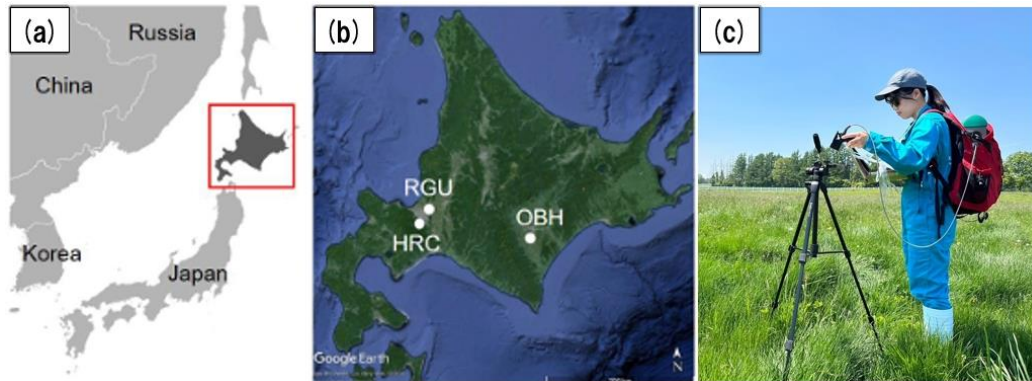 (a)
Russia
China
Korea
Japan
(b)
RGU
HRC
OBH
Google Earth
N
(c)